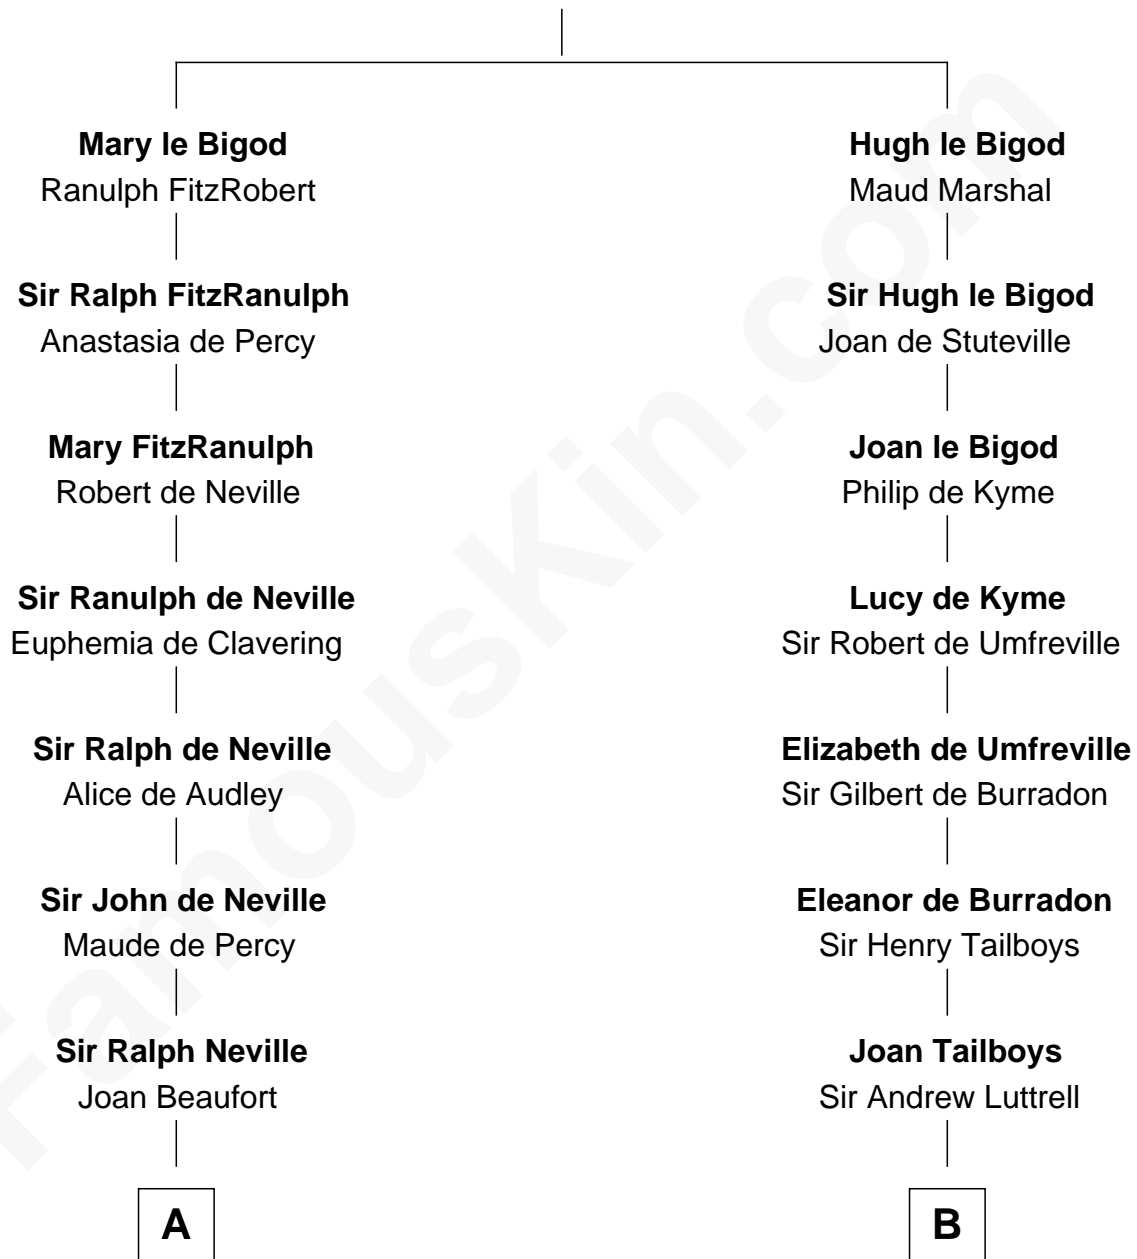 Mary le Bigod
Ranulph FitzRobert
Hugh le Bigod
Maud Marshal
Sir Ralph FitzRanulph
Anastasia de Percy
Sir Hugh le Bigod
Joan de Stuteville
Mary FitzRanulph
Robert de Neville
Joan le Bigod
Philip de Kyme
Sir Ranulph de Neville
Euphemia de Clavering
Lucy de Kyme
Sir Robert de Umfreville
Sir Ralph de Neville
Alice de Audley
Elizabeth de Umfreville
Sir Gilbert de Burradon
Sir John de Neville
Maude de Percy
Eleanor de Burradon
Sir Henry Tailboys
Sir Ralph Neville
Joan Beaufort
Joan Tailboys
Sir Andrew Luttrell
A
B
FamousKin.com